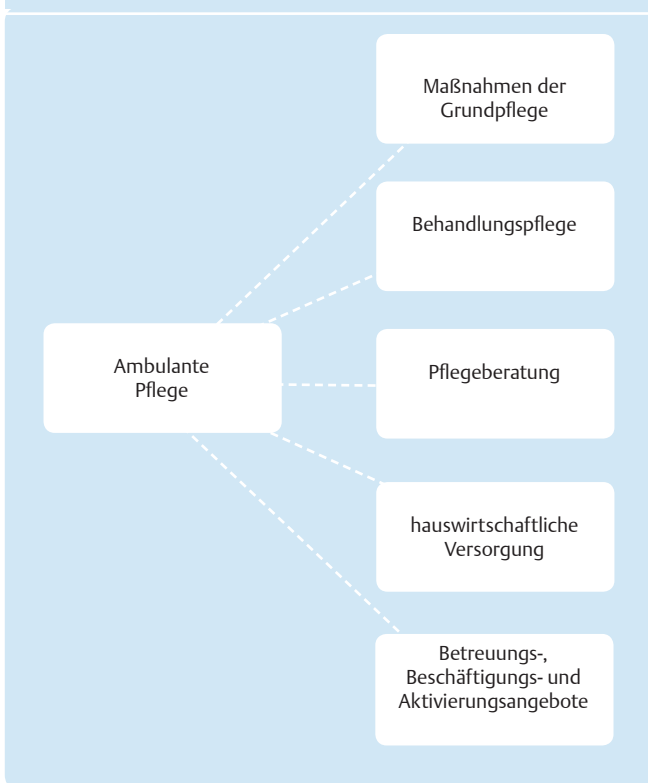 Maßnahmen der
Grundpflege
Behandlungspflege
Ambulante
Pflege
Pflegeberatung
hauswirtschaftliche
Versorgung
Betreuungs-,
Beschäftigungs- und
Aktivierungsangebote